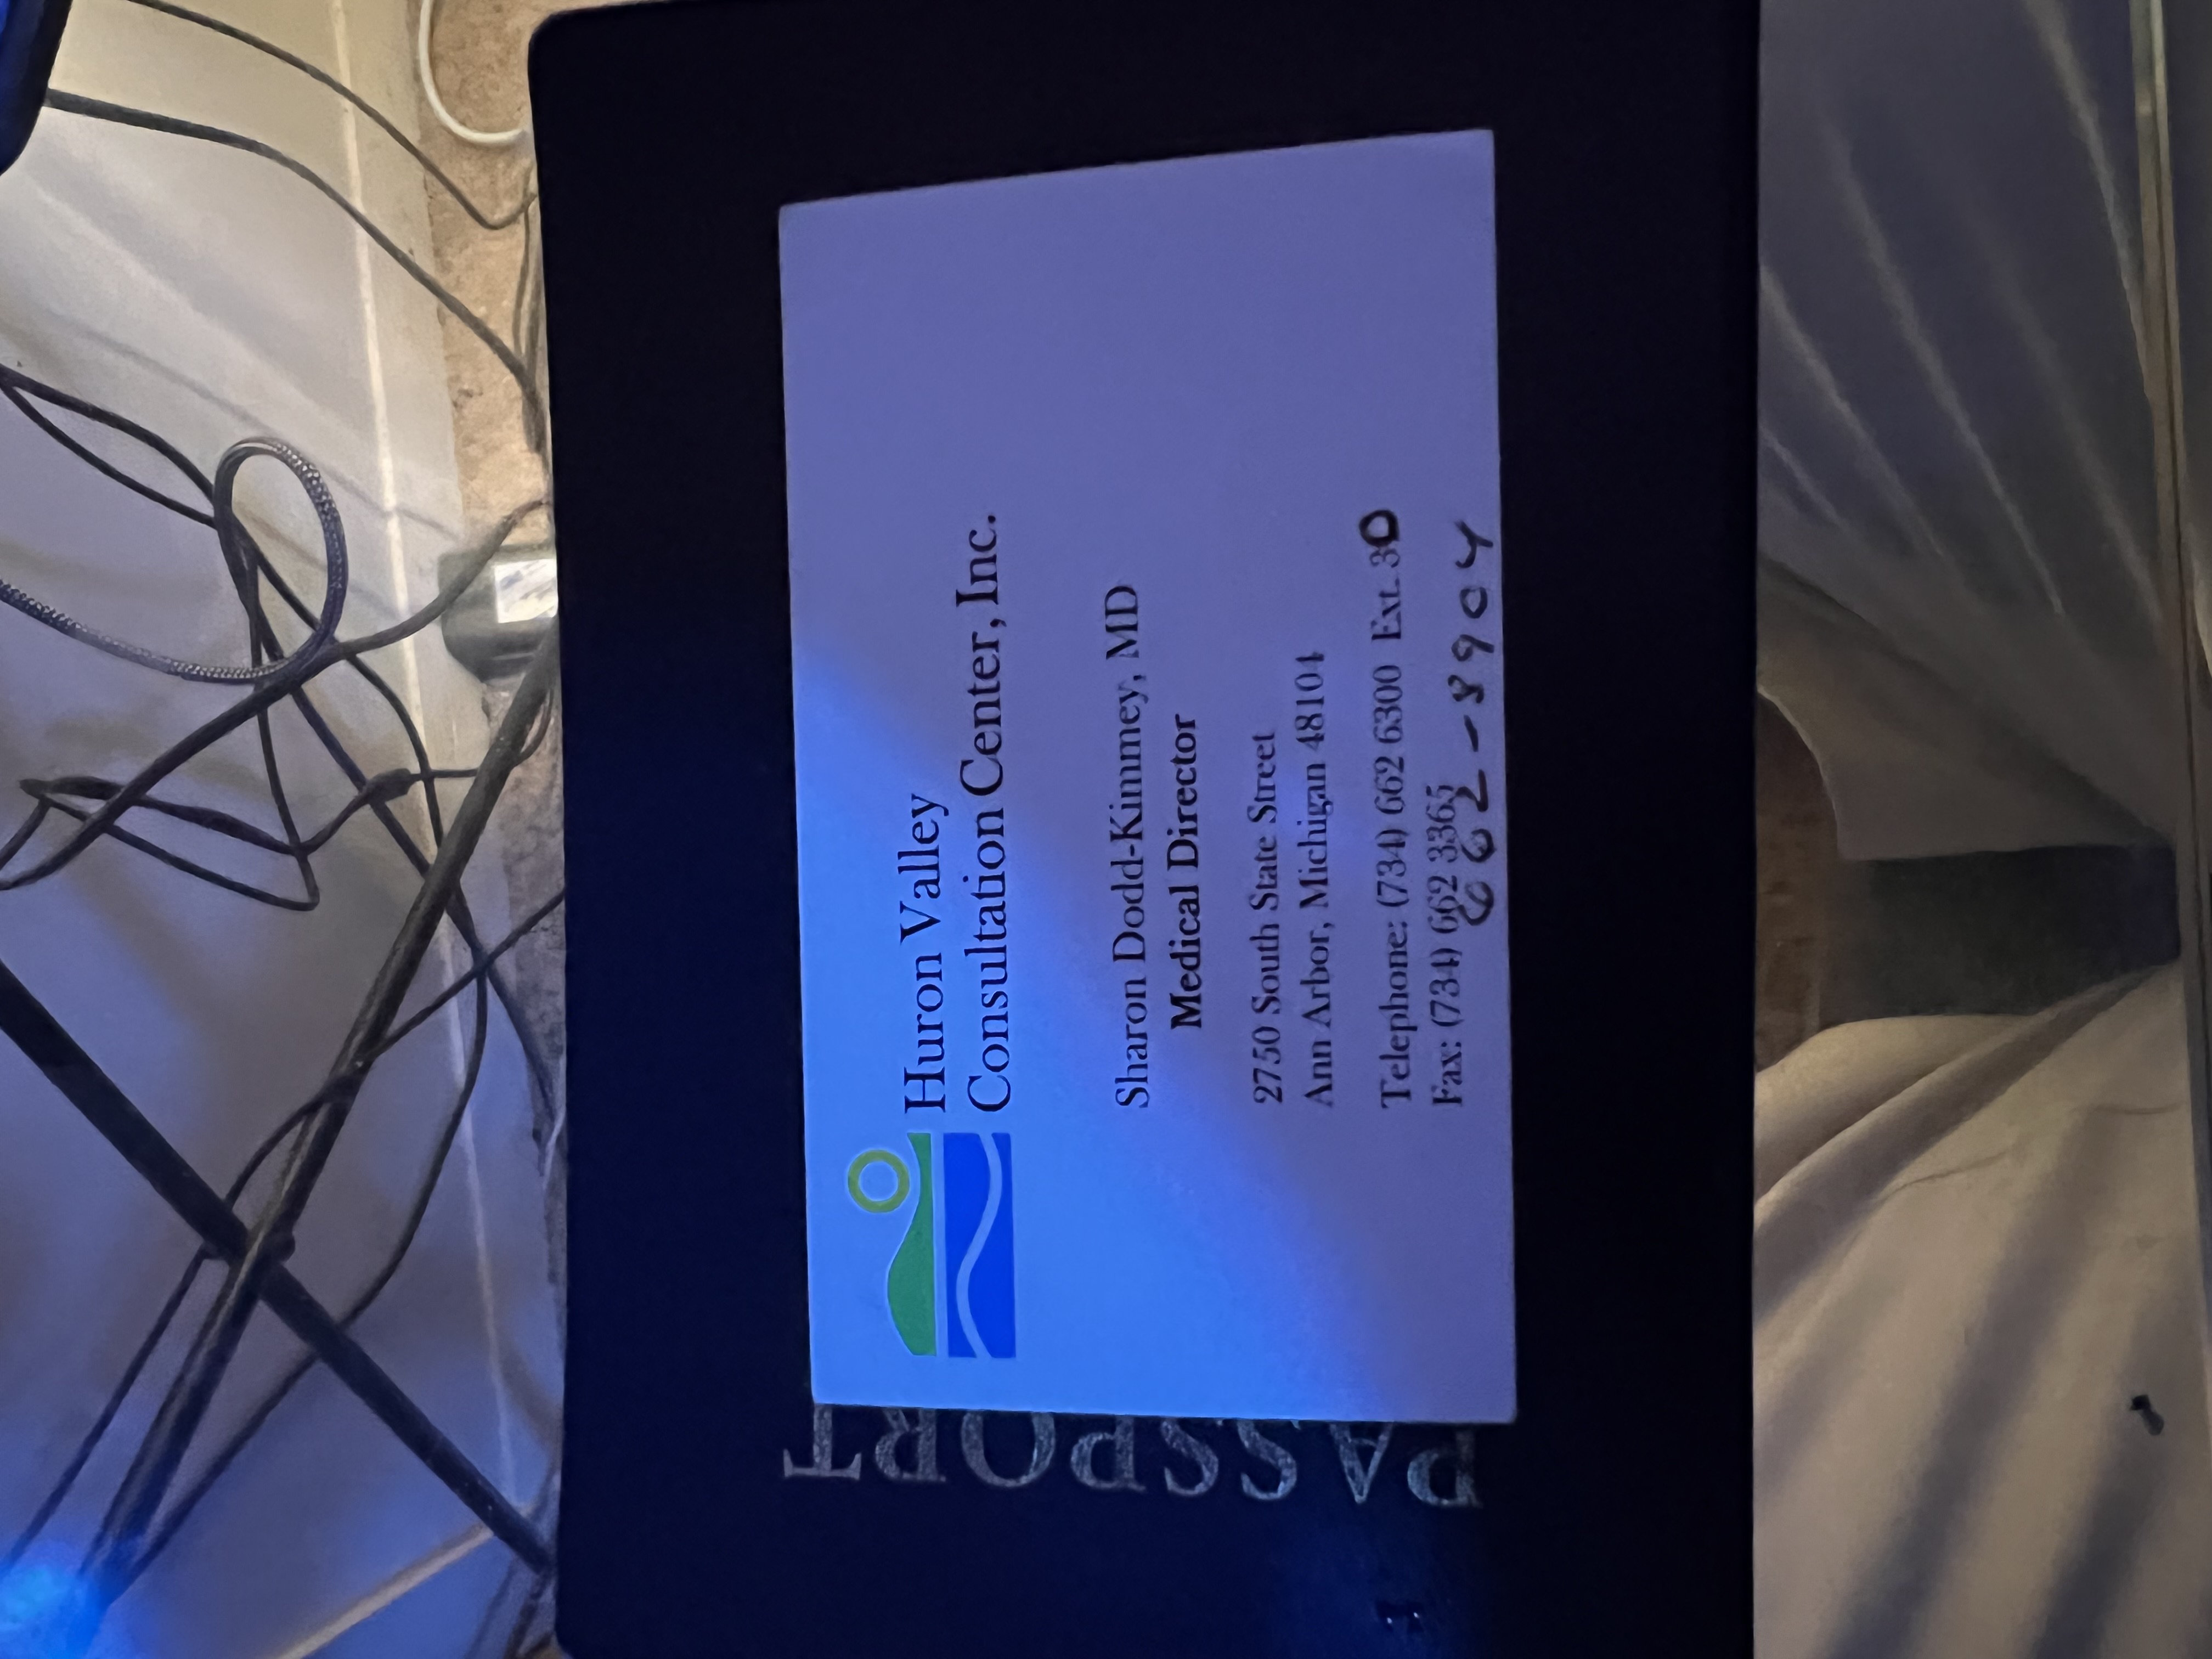 PASSPORT
Huron Valley
Consultation Center, Inc.
Sharon Dodd-Kimmey, MD
Medical Director
2750 South State Street
Ann Arbor, Michigan 48104
Telephone: (734) 662 6300 Ext. 30
Fax: (734) 662 3365
662-8904